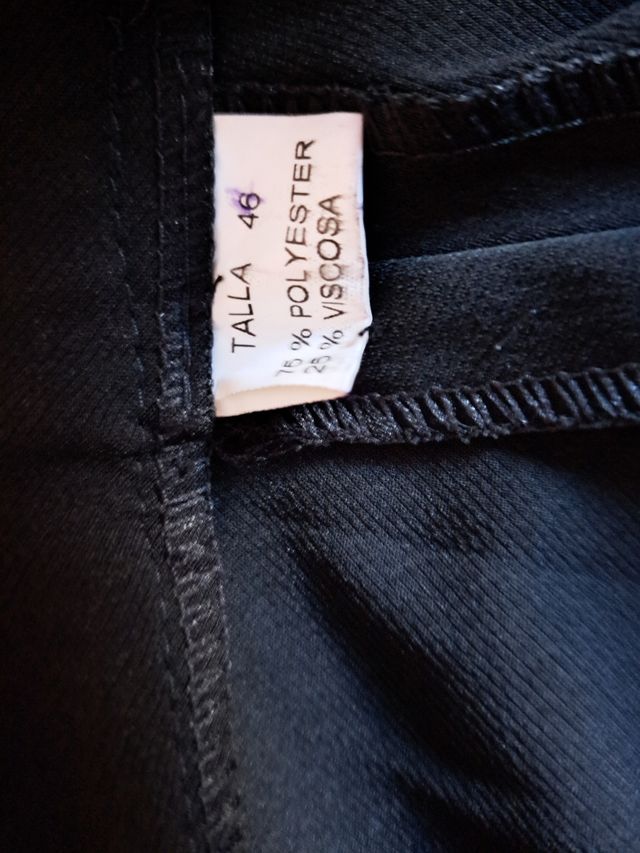 TALLA 46
75 % POLYESTER
25 % VISCOSA